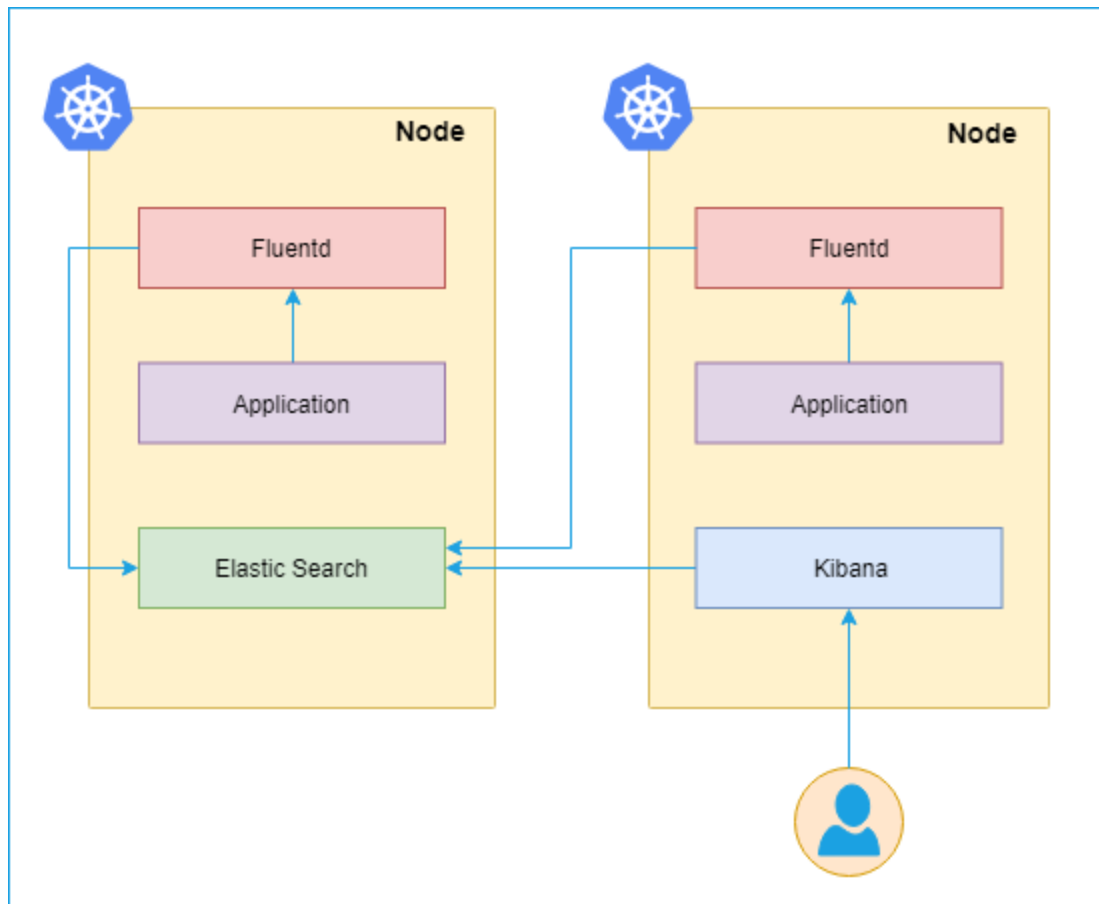 Node
Fluentd
Application
Elastic Search
Node
Fluentd
Application
Kibana